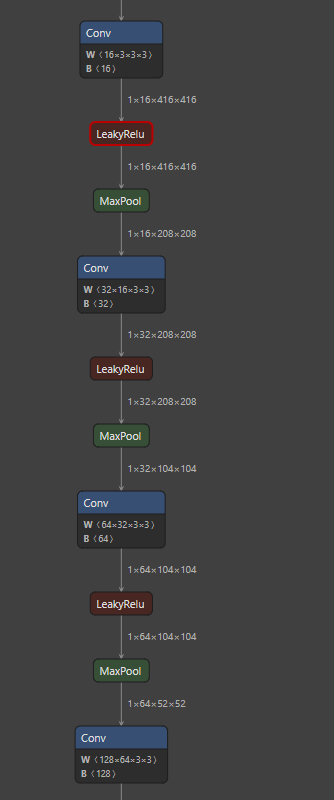 Conv
W ⟨16×3×3×3⟩
B ⟨16⟩
1×16×416×416
LeakyRelu
1×16×416×416
MaxPool
1×16×208×208
Conv
W ⟨32×16×3×3⟩
B ⟨32⟩
1×32×208×208
LeakyRelu
1×32×208×208
MaxPool
1×32×104×104
Conv
W ⟨64×32×3×3⟩
B ⟨64⟩
1×64×104×104
LeakyRelu
1×64×104×104
MaxPool
1×64×52×52
Conv
W ⟨128×64×3×3⟩
B ⟨128⟩